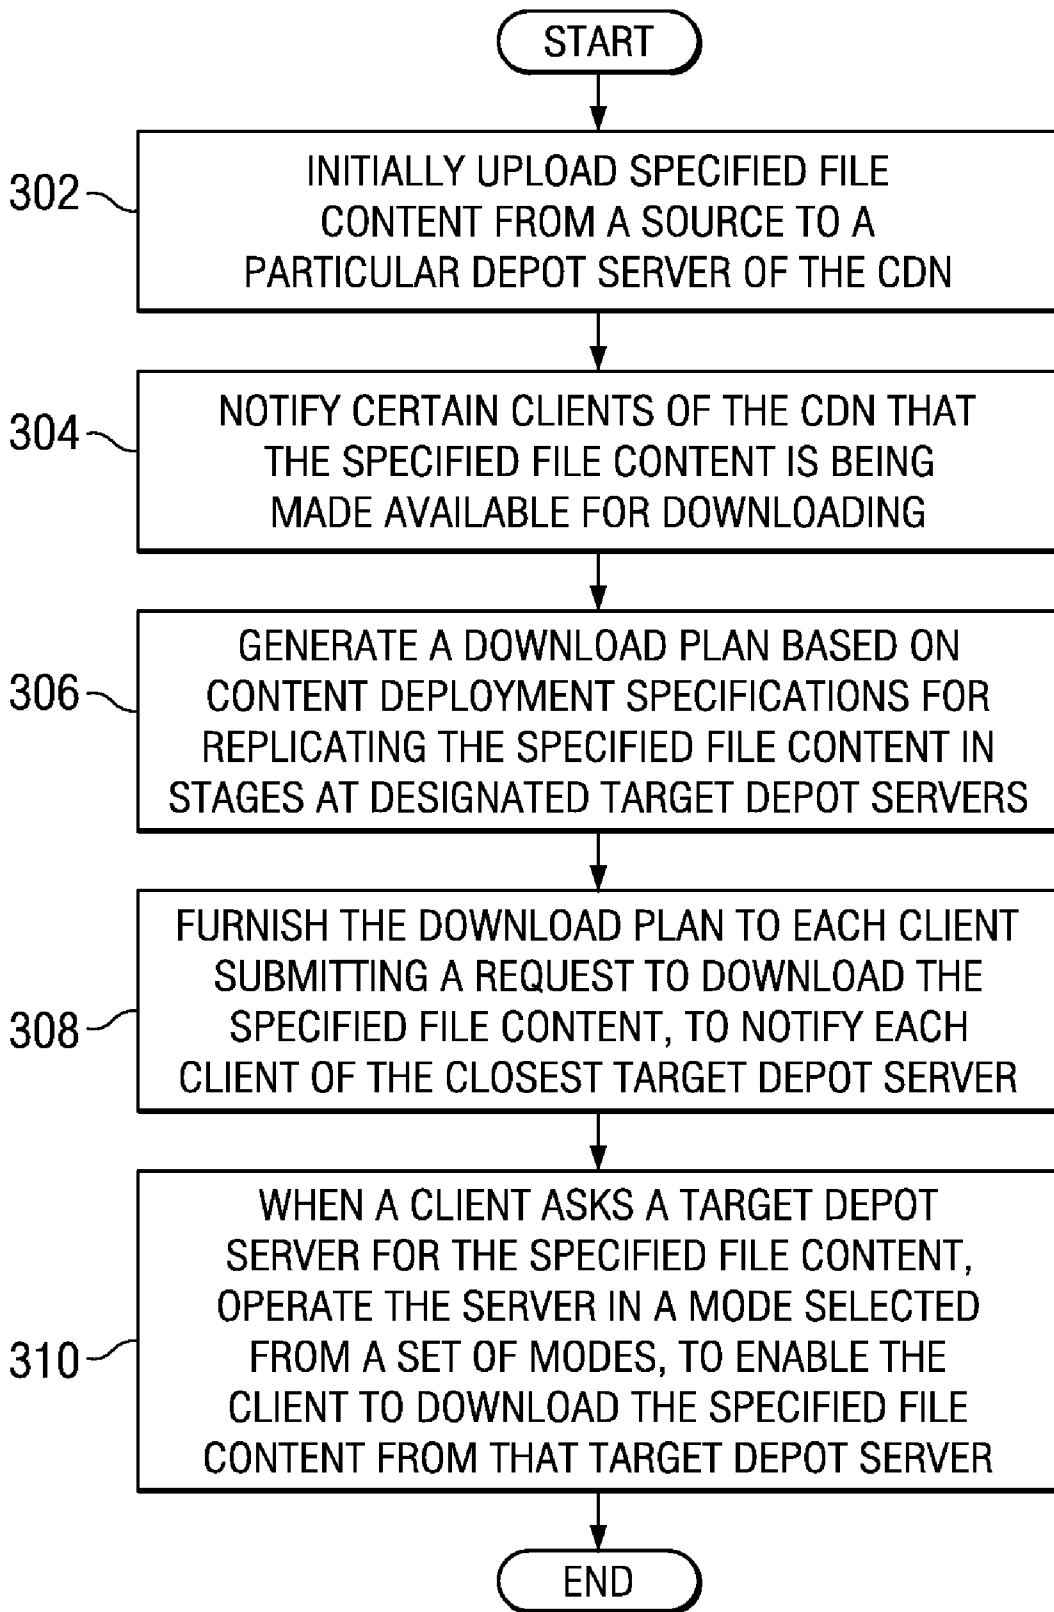 START
302
INITIALLY UPLOAD SPECIFIED FILE
CONTENT FROM A SOURCE TO A
PARTICULAR DEPOT SERVER OF THE CDN
304
NOTIFY CERTAIN CLIENTS OF THE CDN THAT
THE SPECIFIED FILE CONTENT IS BEING
MADE AVAILABLE FOR DOWNLOADING
306
GENERATE A DOWNLOAD PLAN BASED ON
CONTENT DEPLOYMENT SPECIFICATIONS FOR
REPLICATING THE SPECIFIED FILE CONTENT IN
STAGES AT DESIGNATED TARGET DEPOT SERVERS
308
FURNISH THE DOWNLOAD PLAN TO EACH CLIENT
SUBMITTING A REQUEST TO DOWNLOAD THE
SPECIFIED FILE CONTENT, TO NOTIFY EACH
CLIENT OF THE CLOSEST TARGET DEPOT SERVER
310
WHEN A CLIENT ASKS A TARGET DEPOT
SERVER FOR THE SPECIFIED FILE CONTENT,
OPERATE THE SERVER IN A MODE SELECTED
FROM A SET OF MODES, TO ENABLE THE
CLIENT TO DOWNLOAD THE SPECIFIED FILE
CONTENT FROM THAT TARGET DEPOT SERVER
END